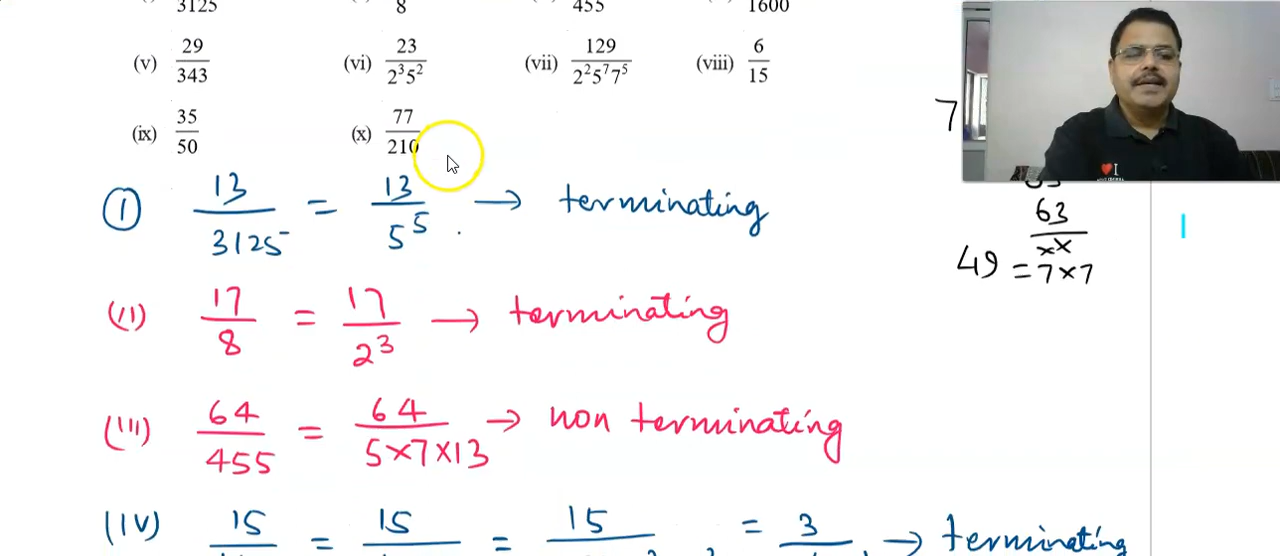 3125 8 455 1600
(v) 29/343 (vi) 23/2³5² (vii) 129/2²5⁷7⁵ (viii) 6/15
(ix) 35/50 (x) 77/210
7
① 13/3125 = 13/5⁵ → terminating
63/××
49 = 7×7
(ii) 17/8 = 17/2³ → terminating
(iii) 64/455 = 64/5×7×13 → non terminating
(iv) 15 = 15 = 15 = 3 → terminating